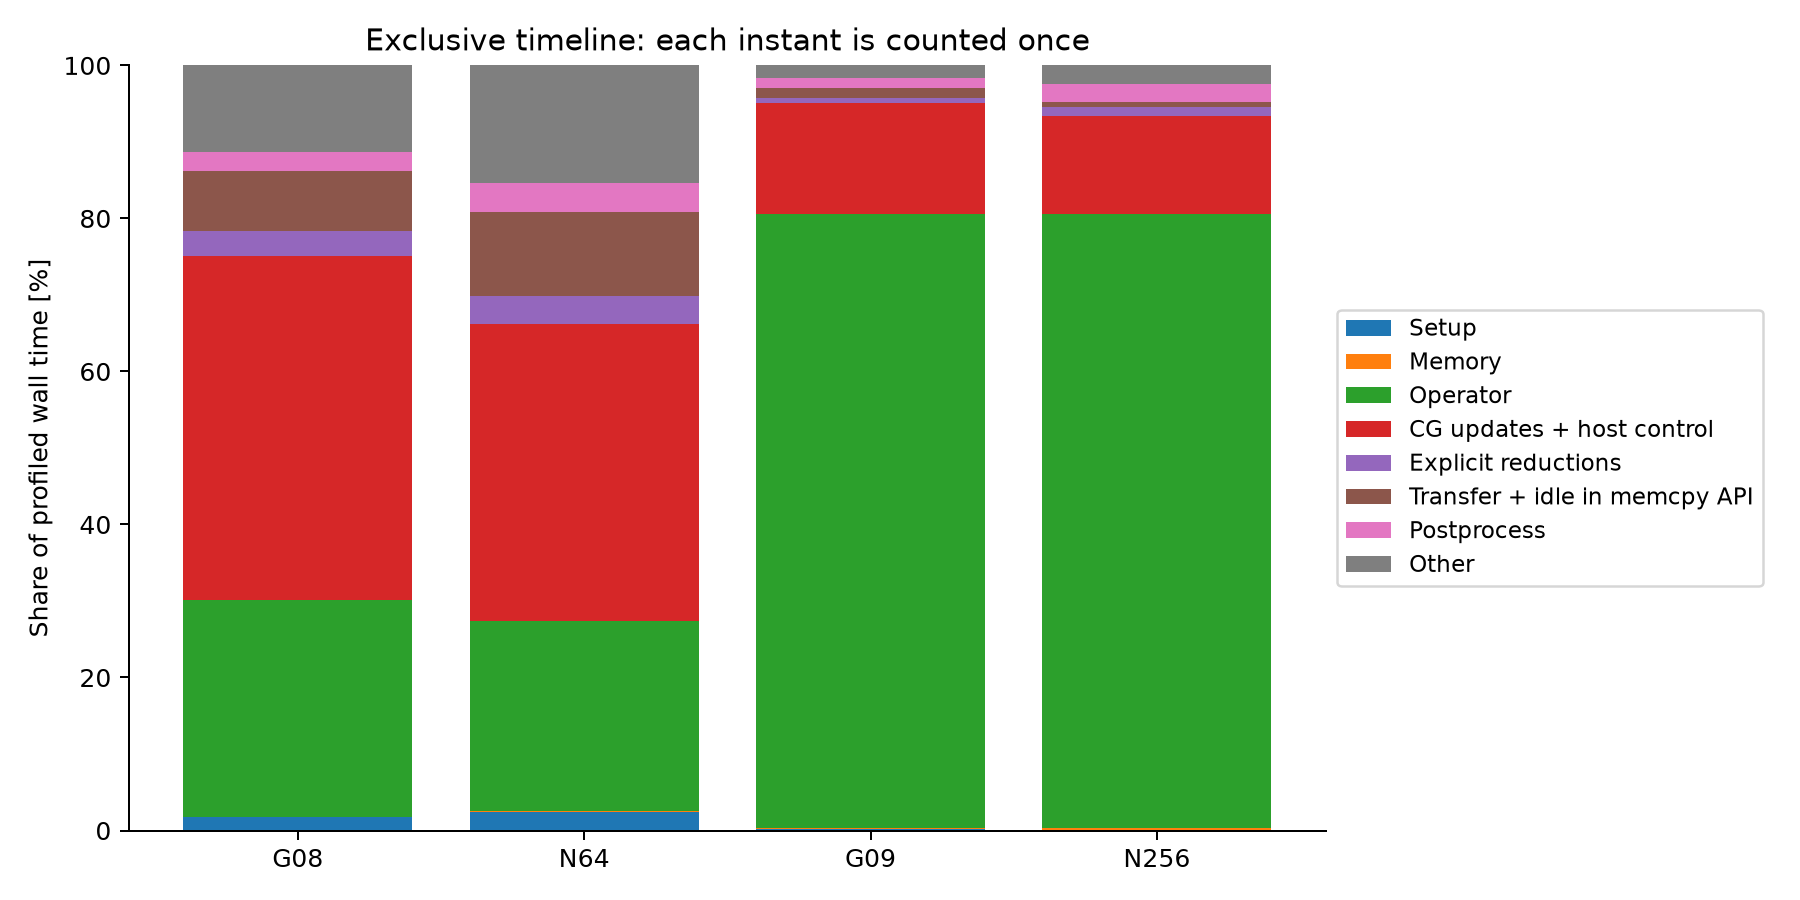 Exclusive timeline: each instant is counted once
Share of profiled wall time [%]
100
80
60
40
20
0
G08
N64
G09
N256
Setup
Memory
Operator
CG updates + host control
Explicit reductions
Transfer + idle in memcpy API
Postprocess
Other